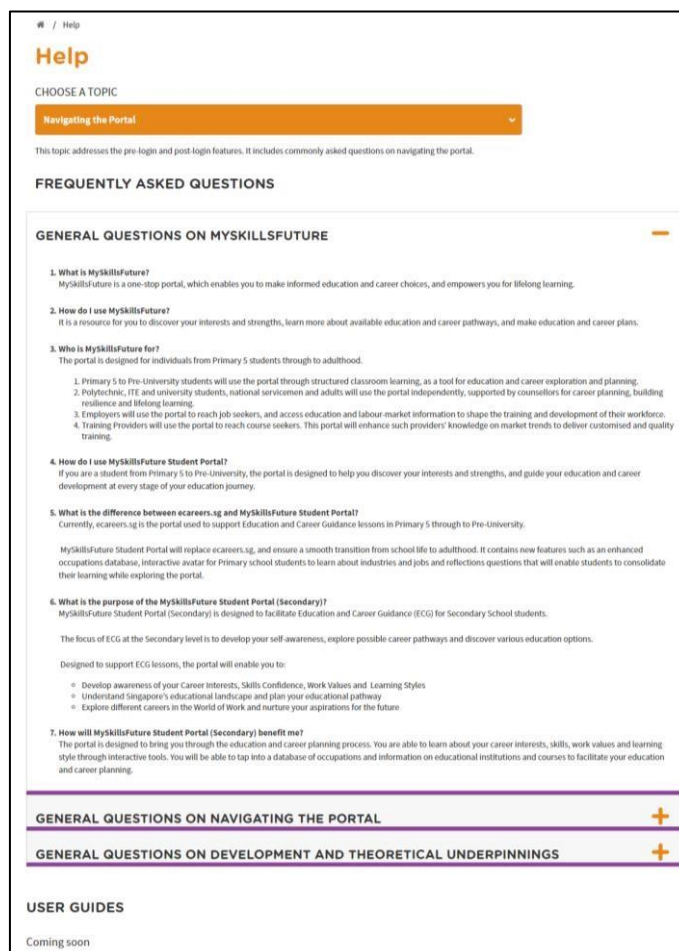 / Help
Help
CHOOSE A TOPIC
Navigating the Portal
This topic addresses the pre-login and post-login features. It includes commonly asked questions on navigating the portal.
FREQUENTLY ASKED QUESTIONS
GENERAL QUESTIONS ON MYSKILLSFUTURE
1. What is MySkillsFuture?
MySkillsFuture is a one-stop portal, which enables you to make informed education and career choices, and empowers you for lifelong learning.
2. How do I use MySkillsFuture?
It is a resource for you to discover your interests and strengths, learn more about available education and career pathways, and make education and career plans.
3. Who is MySkillsFuture for?
The portal is designed for individuals from Primary 5 students through to adulthood.
1. Primary 5 to Pre-University students will use the portal through structured classroom learning, as a tool for education and career exploration and planning.
2. Polytechnic, ITE and university students, national servicemen and adults will use the portal independently, supported by counsellors for career planning, building
resilience and lifelong learning.
3. Employers will use the portal to reach job seekers, and access education and labour-market information to shape the training and development of their workforce.
4. Training Providers will use the portal to reach course seekers. This portal will enhance such providers' knowledge on market trends to deliver customised and quality
training.
4. How do I use MySkillsFuture Student Portal?
If you are a student from Primary 5 to Pre-University, the portal is designed to help you discover your interests and strengths, and guide your education and career
development at every stage of your education journey.
5. What is the difference between ecareers.sg and MySkillsFuture Student Portal?
Currently, ecareers.sg is the portal used to support Education and Career Guidance lessons in Primary 5 through to Pre-University.
MySkillsFuture Student Portal will replace ecareers.sg, and ensure a smooth transition from school life to adulthood. It contains new features such as an enhanced
occupations database, interactive avatar for Primary school students to learn about industries and jobs and reflections questions that will enable students to consolidate
their learning while exploring the portal.
6. What is the purpose of the MySkillsFuture Student Portal (Secondary)?
MySkillsFuture Student Portal (Secondary) is designed to facilitate Education and Career Guidance (ECG) for Secondary School students.
The focus of ECG at the Secondary level is to develop your self-awareness, explore possible career pathways and discover various education options.
Designed to support ECG lessons, the portal will enable you to:
Develop awareness of your Career Interests, Skills Confidence, Work Values and Learning Styles
Understand Singapore's educational landscape and plan your educational pathway
Explore different careers in the World of Work and nurture your aspirations for the future
7. How will MySkillsFuture Student Portal (Secondary) benefit me?
The portal is designed to bring you through the education and career planning process. You are able to learn about your career interests, skills, work values and learning
style through interactive tools. You will be able to tap into a database of occupations and information on educational institutions and courses to facilitate your education
and career planning.
GENERAL QUESTIONS ON NAVIGATING THE PORTAL
GENERAL QUESTIONS ON DEVELOPMENT AND THEORETICAL UNDERPINNINGS
USER GUIDES
Coming soon